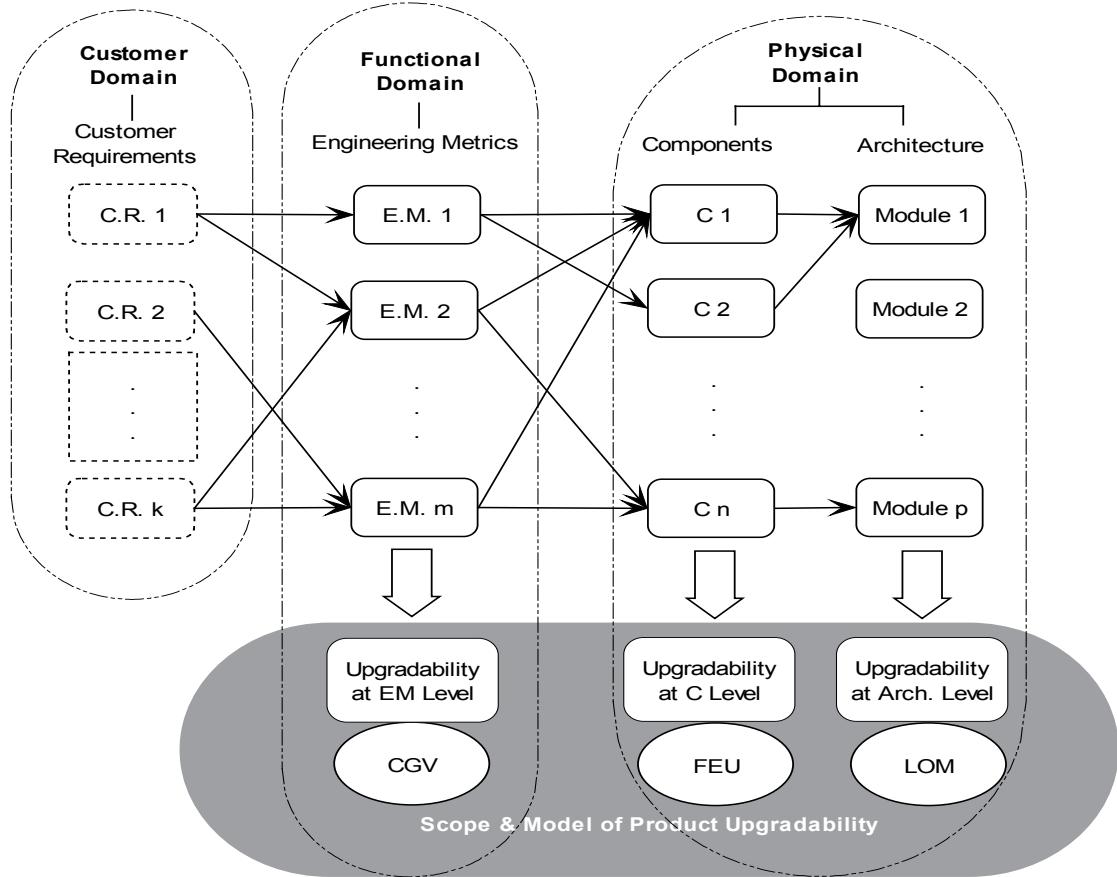 Customer
Domain
Customer
Requirements
C.R. 1
C.R. 2
.
.
.
C.R. k
Functional
Domain
Engineering Metrics
E.M. 1
E.M. 2
.
.
.
E.M. m
Physical
Domain
Components
Architecture
C 1
C 2
.
.
.
C n
Module 1
Module 2
.
.
.
Module p
Upgradability
at EM Level
CGV
Upgradability
at C Level
FEU
Upgradability
at Arch. Level
LOM
Scope & Model of Product Upgradability